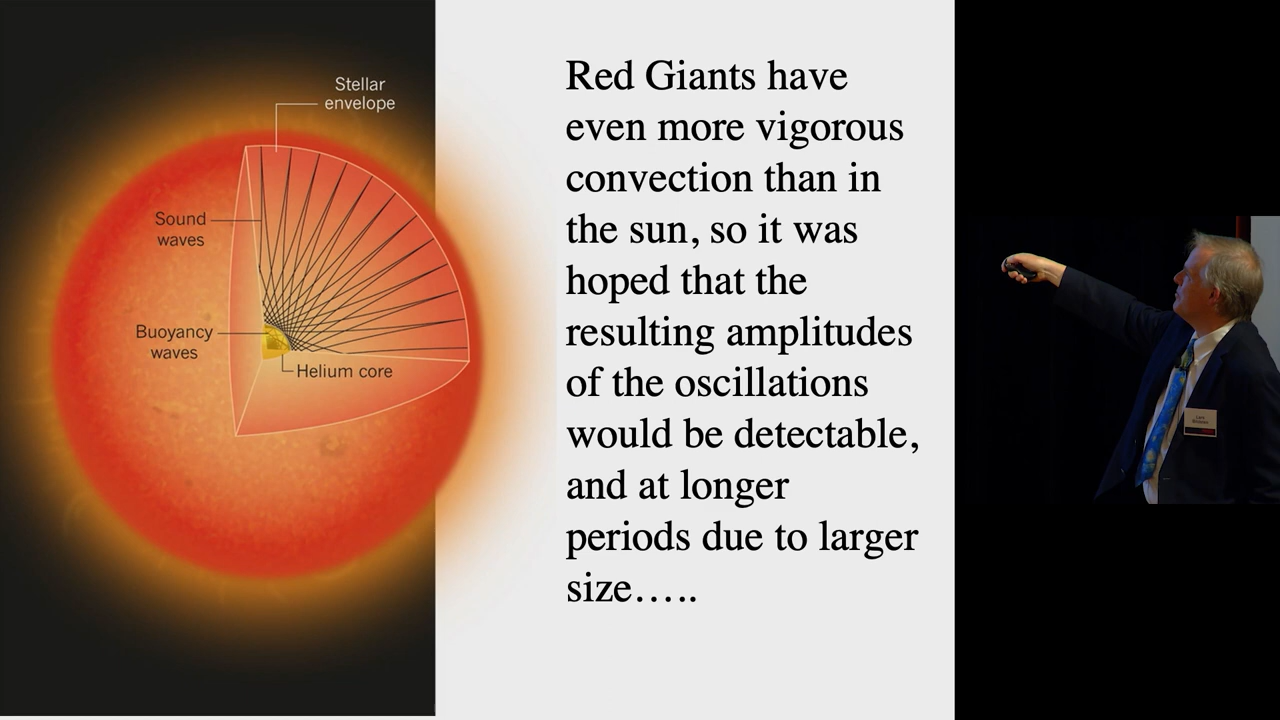 Stellar
envelope
Sound
waves
Buoyancy
waves
Helium core
Red Giants have
even more vigorous
convection than in
the sun, so it was
hoped that the
resulting amplitudes
of the oscillations
would be detectable,
and at longer
periods due to larger
size…..